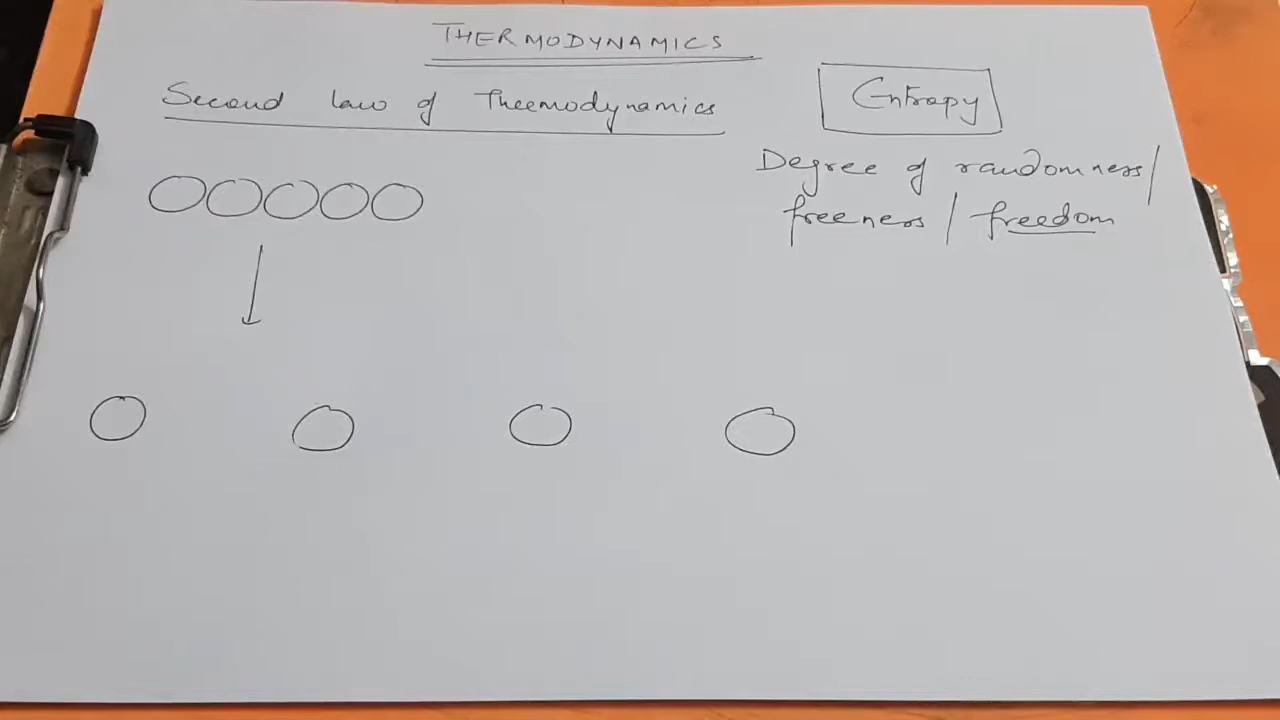 THERMODYNAMICS
Second law of Theemodynamics
Entropy
Degree of randomness/
freeness / freedom